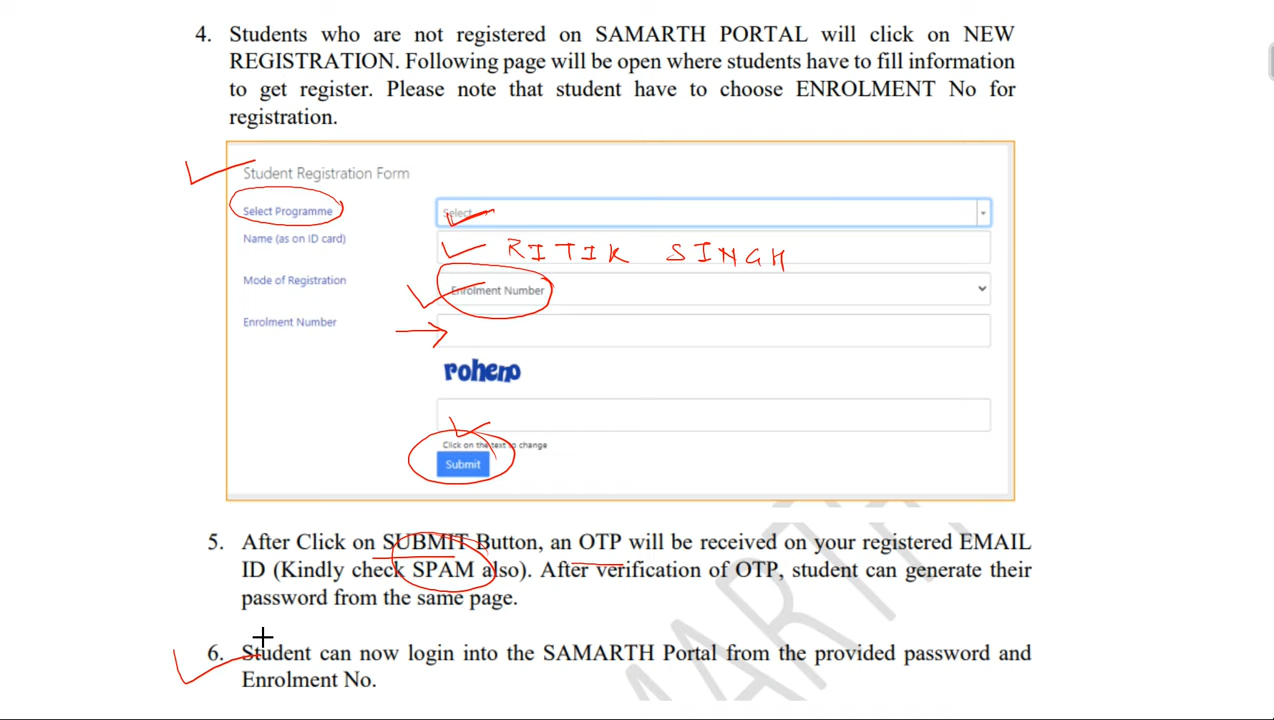 4. Students who are not registered on SAMARTH PORTAL will click on NEW
REGISTRATION. Following page will be open where students have to fill information
to get register. Please note that student have to choose ENROLMENT No for
registration.
Student Registration Form
Select Programme
Select
Name (as on ID card)
RITIK SINGH
Mode of Registration
Enrolment Number
Enrolment Number
rohemo
Click on the text to change
Submit
5. After Click on SUBMIT Button, an OTP will be received on your registered EMAIL
ID (Kindly check SPAM also). After verification of OTP, student can generate their
password from the same page.
6. Student can now login into the SAMARTH Portal from the provided password and
Enrolment No.
SAMARTH